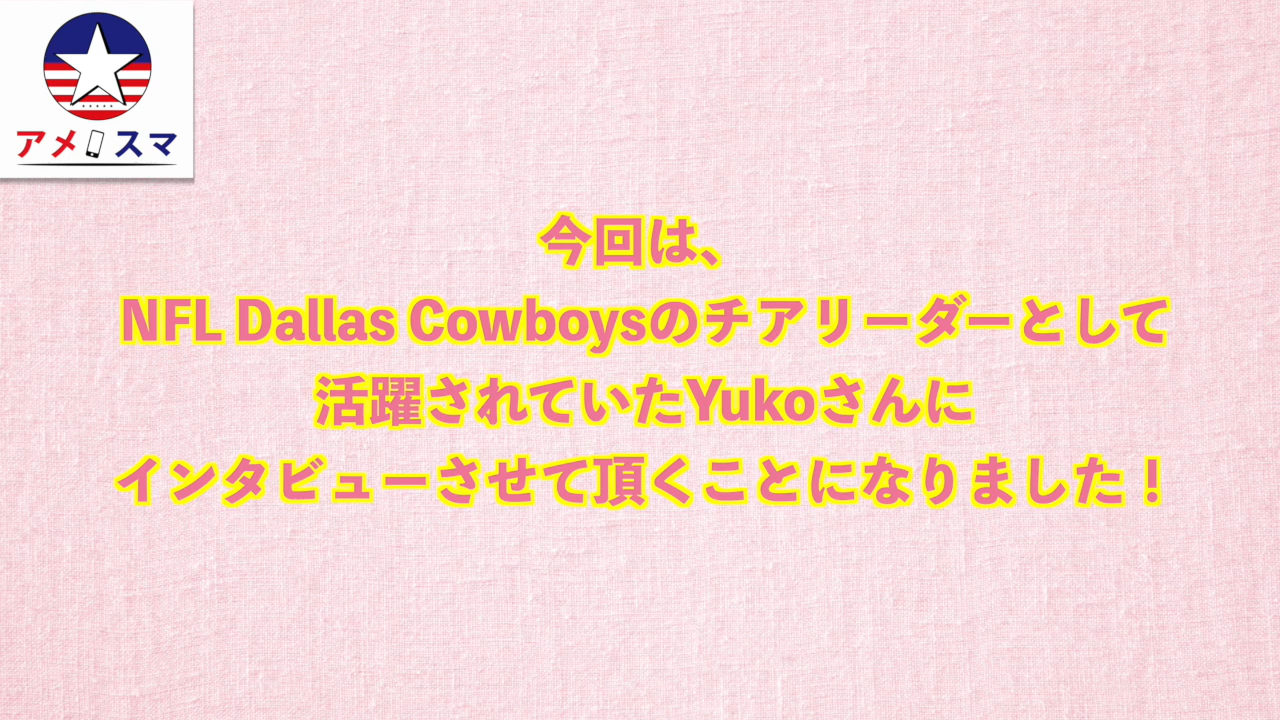 アメスマ
今回は、
NFL Dallas Cowboysのチアリーダーとして
活躍されていたYukoさんに
インタビューさせて頂くことになりました！